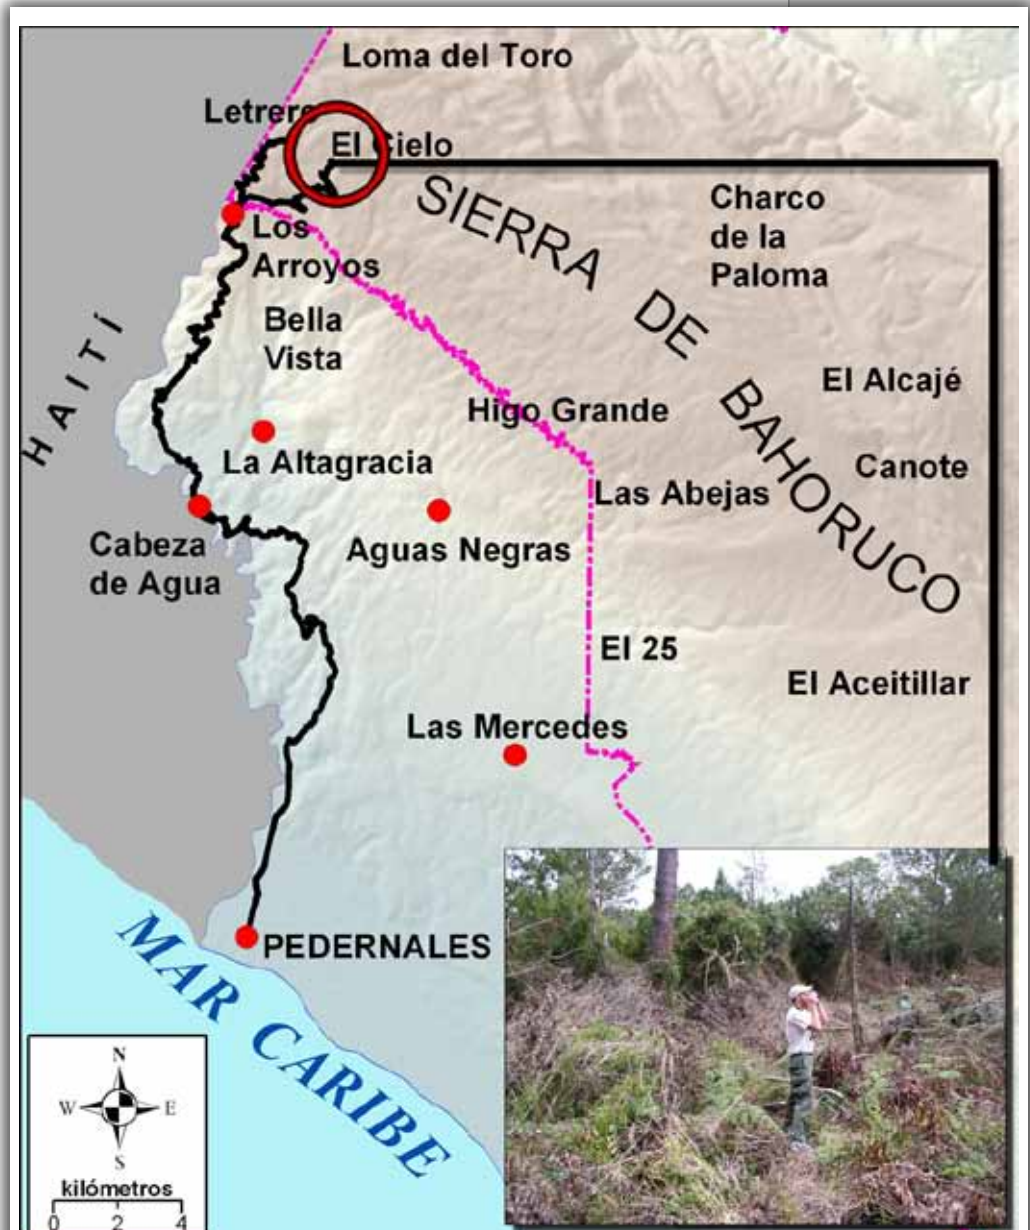 Loma del Toro
Letrero
El Cielo
SIERRA DE BAHORUCO
Charco
de la
Paloma
Los
Arroyos
Bella
Vista
HAITÍ
El Alcajé
Higo Grande
La Altagracia
Canote
Las Abejas
Cabeza
de Agua
Aguas Negras
El 25
El Aceitillar
Las Mercedes
PEDERNALES
MAR CARIBE
N
W E
S
kilómetros
0 2 4